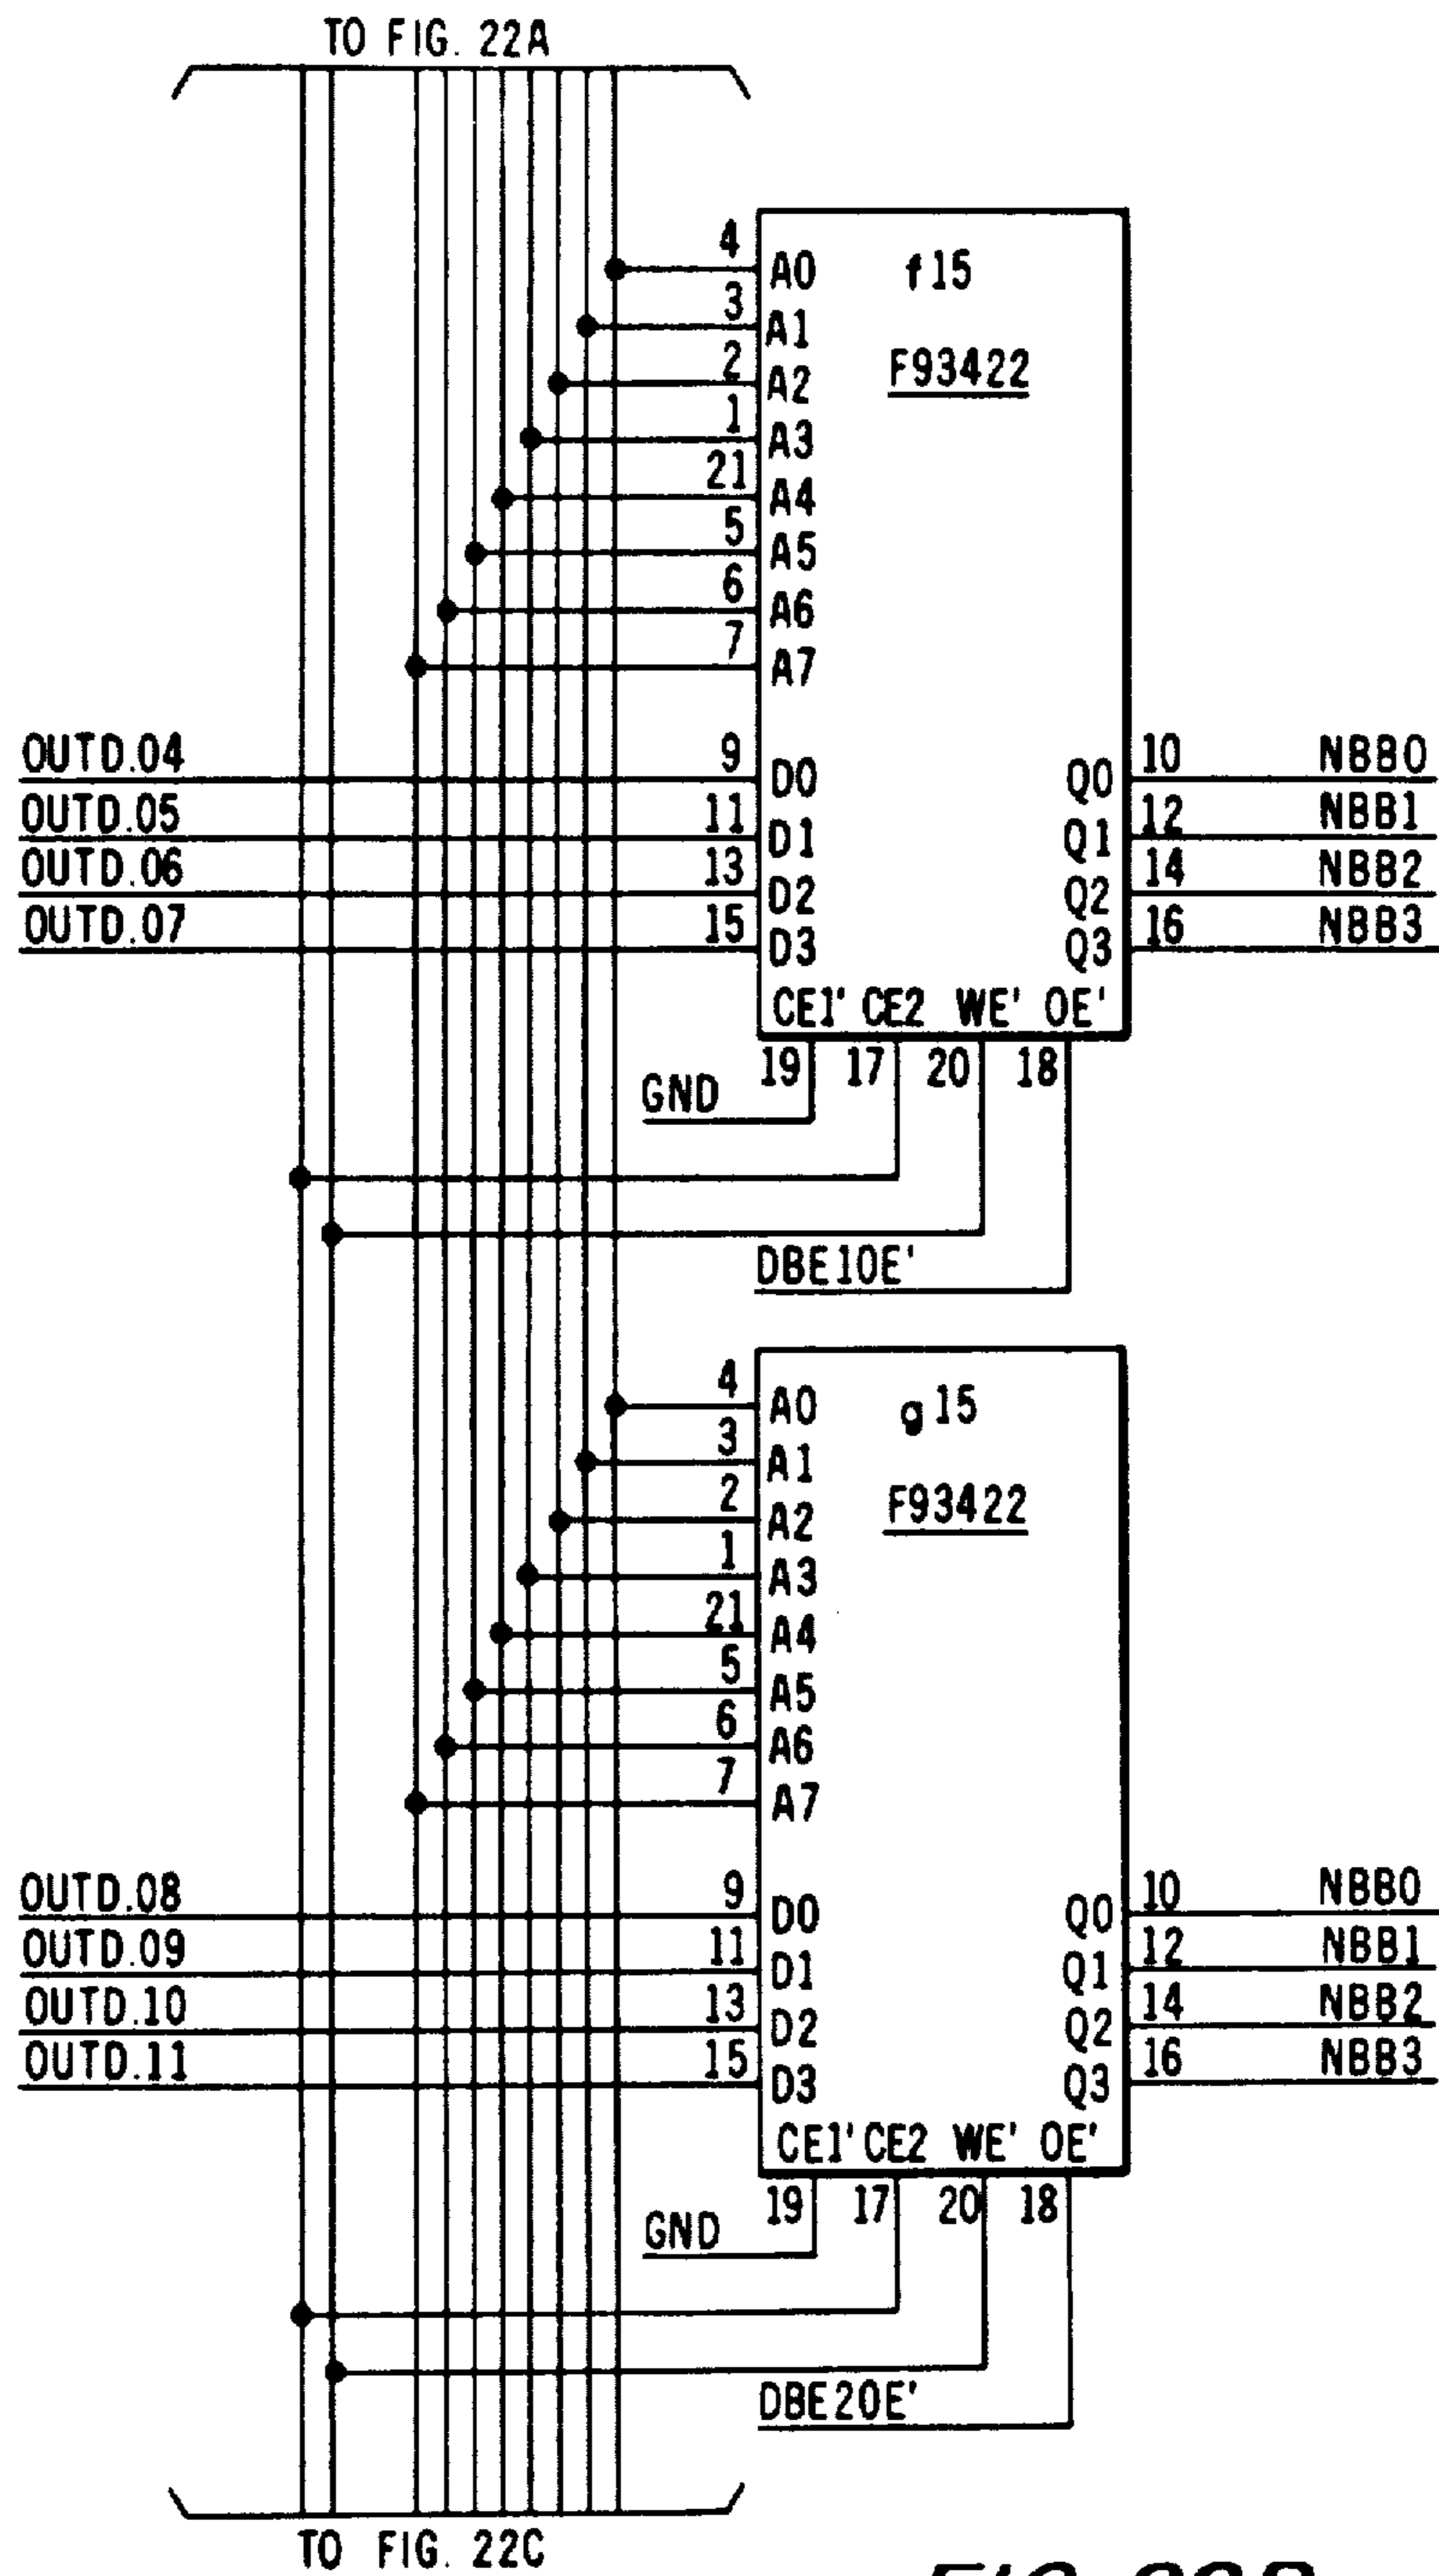 TO FIG. 22A
4 A0 f15
3 A1
F93422
2 A2
1 A3
21 A4
5 A5
6 A6
7 A7
OUTD.04 9 D0 Q0 10 NBB0
OUTD.05 11 D1 Q1 12 NBB1
OUTD.06 13 D2 Q2 14 NBB2
OUTD.07 15 D3 Q3 16 NBB3
CE1' CE2 WE' OE'
19 17 20 18
GND
DBE10E'
4 A0 g15
3 A1
F93422
2 A2
1 A3
21 A4
5 A5
6 A6
7 A7
OUTD.08 9 D0 Q0 10 NBB0
OUTD.09 11 D1 Q1 12 NBB1
OUTD.10 13 D2 Q2 14 NBB2
OUTD.11 15 D3 Q3 16 NBB3
CE1' CE2 WE' OE'
19 17 20 18
GND
DBE20E'
TO FIG. 22C